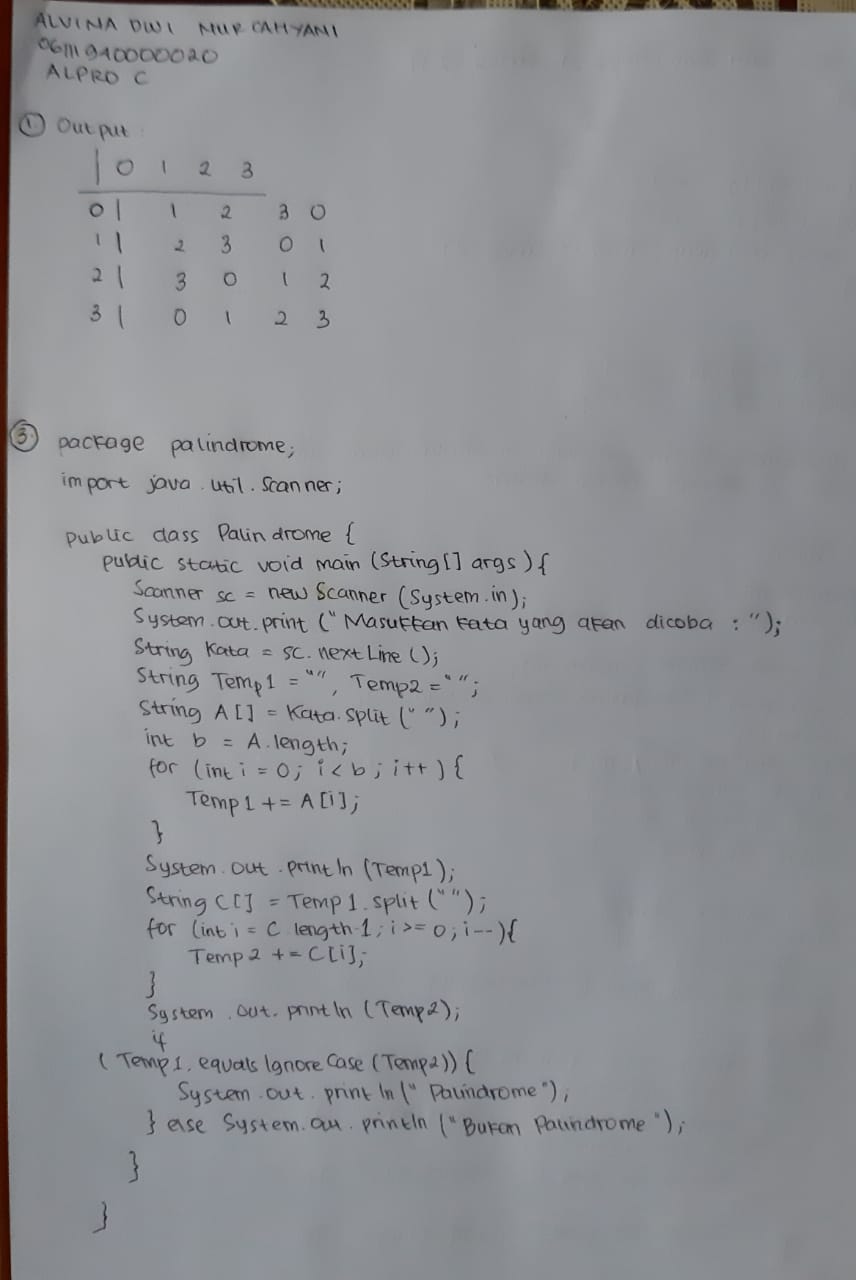 ALVINA DWI NUR CAHYANI
06111940000020
ALPRO C
① Output :
| 0 1 2 3
0 | 1 2 3 0
1 | 2 3 0 1
2 | 3 0 1 2
3 | 0 1 2 3
③ package palindrome;
import java.util.Scanner;
public class Palindrome {
public static void main (String[] args) {
Scanner sc = new Scanner (System.in);
System.out.print ("Masukkan kata yang akan dicoba : ");
String Kata = sc.nextLine ();
String Temp1 = "", Temp2 = "";
String A[] = Kata.split (" ");
int b = A.length;
for (int i = 0; i < b; i++) {
Temp1 += A[i];
}
System.out.println (Temp1);
String C[] = Temp1.split ("");
for (int i = C length-1; i >= 0; i--){
Temp2 += C[i];
}
System.out.println (Temp2);
if
(Temp1.equalsIgnoreCase (Temp2)) {
System.out.println (" Palindrome");
} else System.ou.println ("Bukan Palindrome ");
}
}